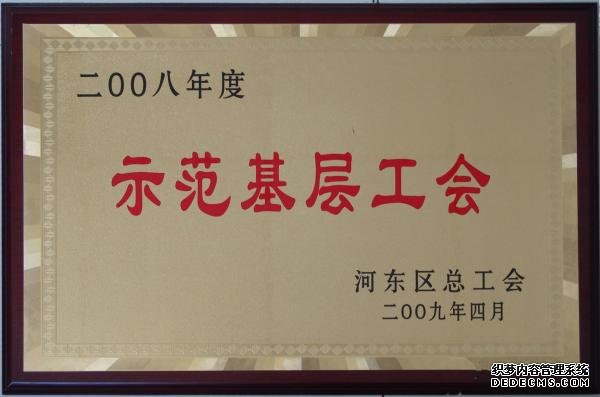 二00八年度
示范基层工会
河东区总工会
二00九年四月
织梦内容管理系统
DEDECMS.COM